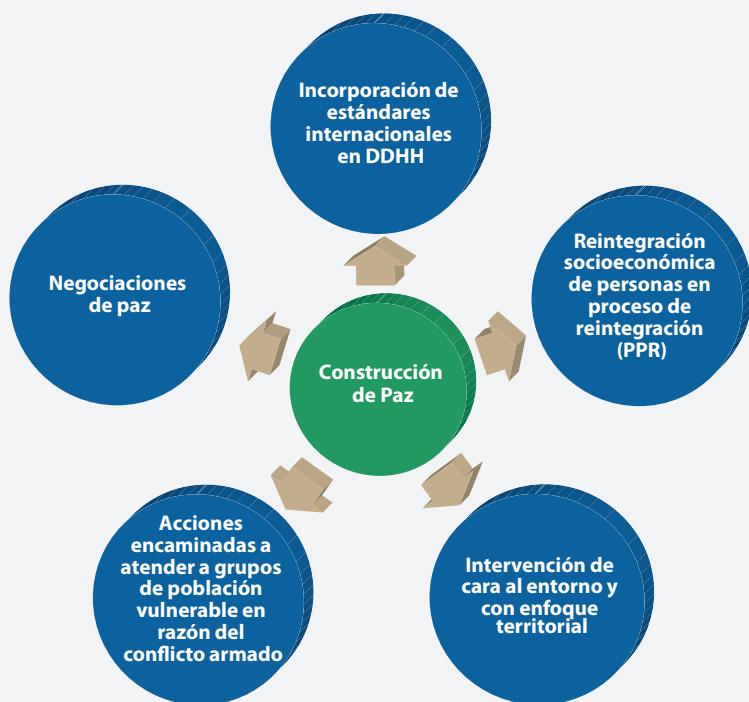 Incorporación de
estándares
internacionales
en DDHH
Negociaciones
de paz
Reintegración
socioeconómica
de personas en
proceso de
reintegración
(PPR)
Construcción
de Paz
Acciones
encaminadas a
atender a grupos
de población
vulnerable en
razón del
conflicto armado
Intervención de
cara al entorno y
con enfoque
territorial